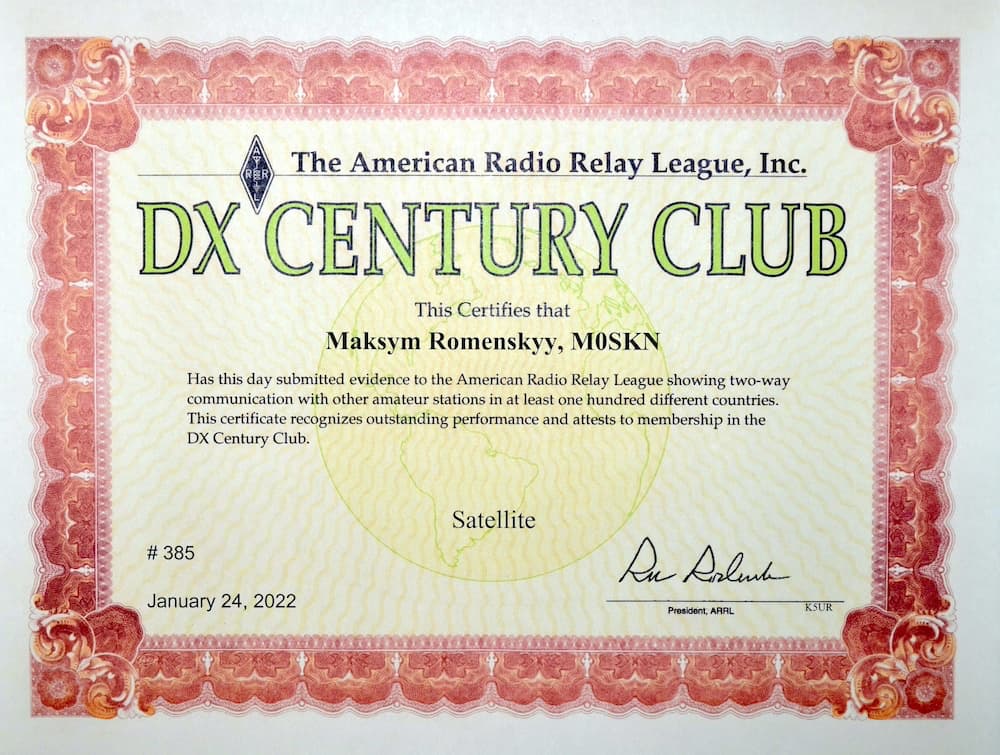 ARRL
The American Radio Relay League, Inc.
DX CENTURY CLUB
This Certifies that
Maksym Romenskyy, M0SKN
Has this day submitted evidence to the American Radio Relay League showing two-way
communication with other amateur stations in at least one hundred different countries.
This certificate recognizes outstanding performance and attests to membership in the
DX Century Club.
Satellite
# 385
January 24, 2022
President, ARRL
K5UR